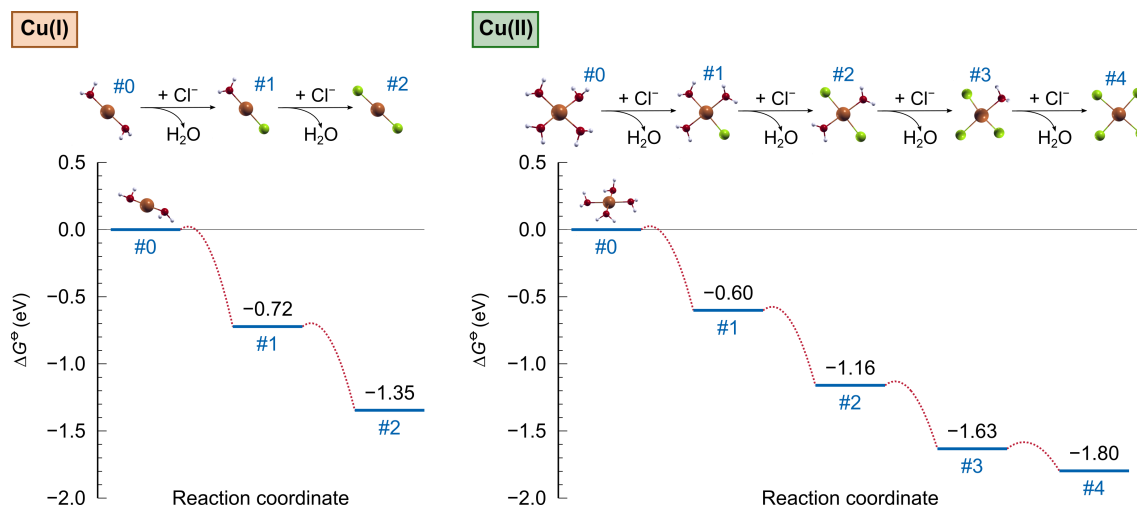 Cu(I)
#0
#1
#2
+ Cl⁻
+ Cl⁻
H₂O
H₂O
0.5
0.0
−0.5
−1.0
−1.5
−2.0
ΔG⊖ (eV)
#0
−0.72
#1
−1.35
#2
Reaction coordinate
Cu(II)
#0
#1
#2
#3
#4
+ Cl⁻
+ Cl⁻
+ Cl⁻
+ Cl⁻
H₂O
H₂O
H₂O
H₂O
0.5
0.0
−0.5
−1.0
−1.5
−2.0
ΔG⊖ (eV)
#0
−0.60
#1
−1.16
#2
−1.63
#3
−1.80
#4
Reaction coordinate